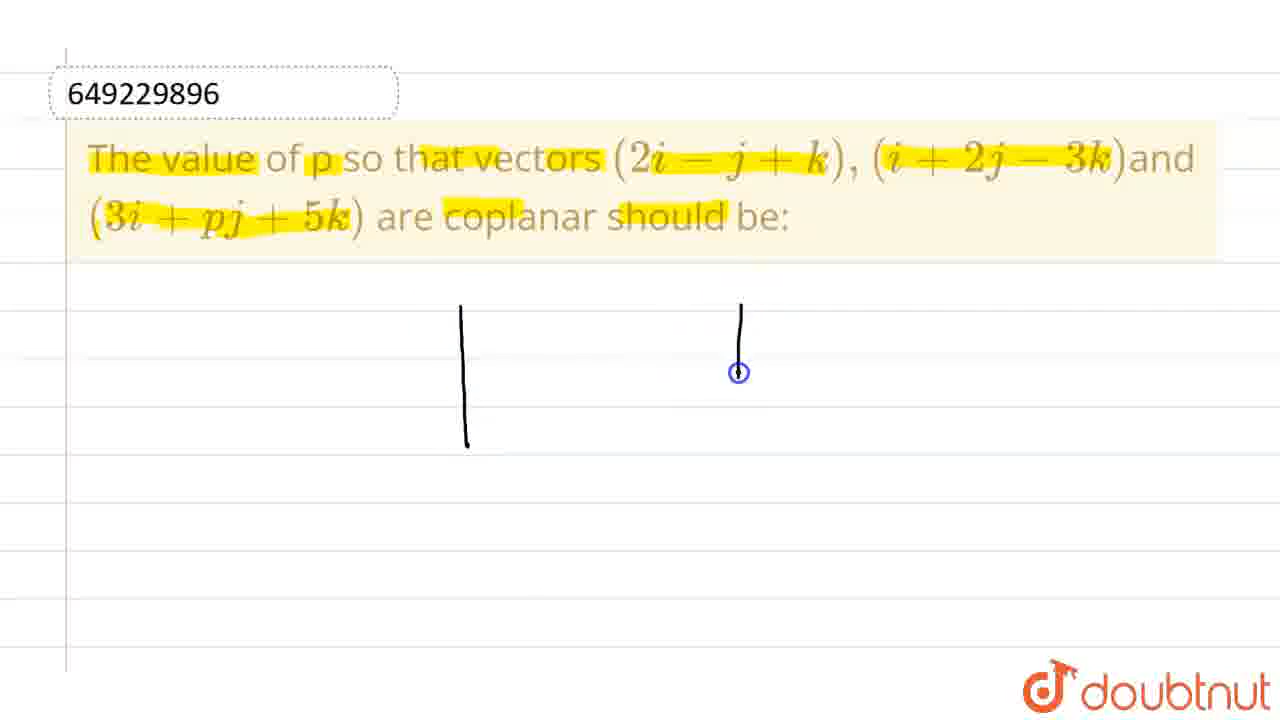 649229896
The value of p so that vectors (2i − j + k), (i + 2j − 3k)and
(3i + pj + 5k) are coplanar should be:
doubtnut